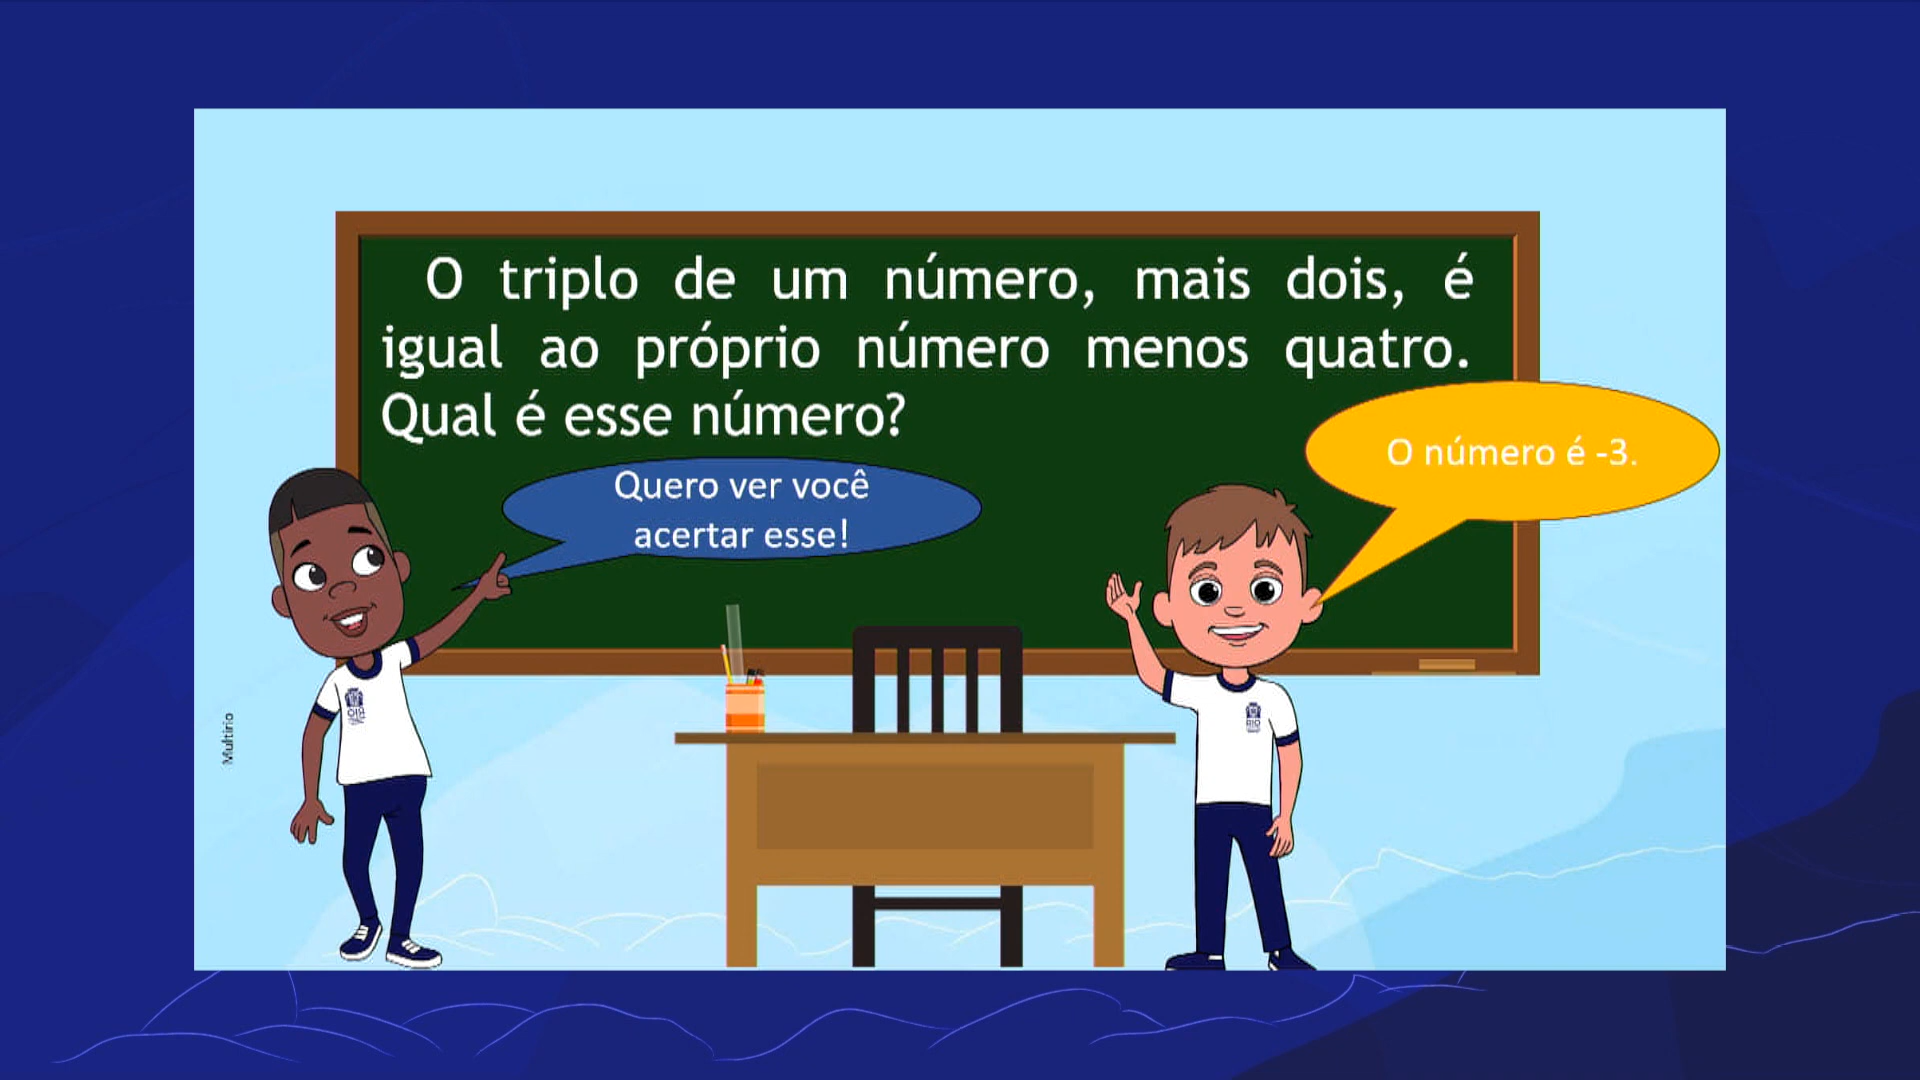 O triplo de um número, mais dois, é
igual ao próprio número menos quatro.
Qual é esse número?
Quero ver você
acertar esse!
O número é -3.
Multirio
RIO